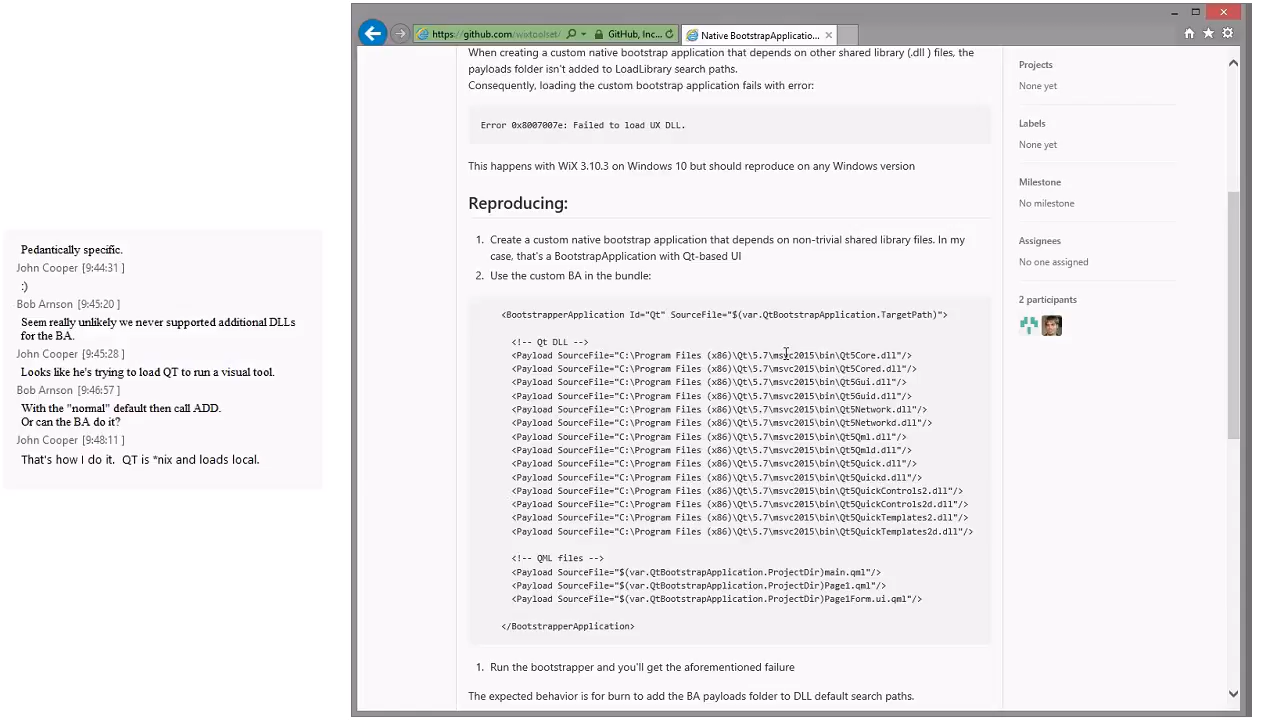 Pedantically specific.
John Cooper [9:44:31 ]
:)
Bob Arnson [9:45:20 ]
Seem really unlikely we never supported additional DLLs
for the BA.
John Cooper [9:45:28 ]
Looks like he's trying to load QT to run a visual tool.
Bob Arnson [9:46:57 ]
With the "normal" default then call ADD.
Or can the BA do it?
John Cooper [9:48:11 ]
That's how I do it.  QT is *nix and loads local.
https://github.com/wixtoolset/
GitHub, Inc...
Native BootstrapApplicatio...
When creating a custom native bootstrap application that depends on other shared library (.dll ) files, the
payloads folder isn't added to LoadLibrary search paths.
Consequently, loading the custom bootstrap application fails with error:
Error 0x8007007e: Failed to load UX DLL.
This happens with WiX 3.10.3 on Windows 10 but should reproduce on any Windows version
Reproducing:
1. Create a custom native bootstrap application that depends on non-trivial shared library files. In my
case, that's a BootstrapApplication with Qt-based UI
2. Use the custom BA in the bundle:
<BootstrapperApplication Id="Qt" SourceFile="$(var.QtBootstrapApplication.TargetPath)">
<!-- Qt DLL -->
<Payload SourceFile="C:\Program Files (x86)\Qt\5.7\msvc2015\bin\Qt5Core.dll"/>
<Payload SourceFile="C:\Program Files (x86)\Qt\5.7\msvc2015\bin\Qt5Cored.dll"/>
<Payload SourceFile="C:\Program Files (x86)\Qt\5.7\msvc2015\bin\Qt5Gui.dll"/>
<Payload SourceFile="C:\Program Files (x86)\Qt\5.7\msvc2015\bin\Qt5Guid.dll"/>
<Payload SourceFile="C:\Program Files (x86)\Qt\5.7\msvc2015\bin\Qt5Network.dll"/>
<Payload SourceFile="C:\Program Files (x86)\Qt\5.7\msvc2015\bin\Qt5Networkd.dll"/>
<Payload SourceFile="C:\Program Files (x86)\Qt\5.7\msvc2015\bin\Qt5Qml.dll"/>
<Payload SourceFile="C:\Program Files (x86)\Qt\5.7\msvc2015\bin\Qt5Qmld.dll"/>
<Payload SourceFile="C:\Program Files (x86)\Qt\5.7\msvc2015\bin\Qt5Quick.dll"/>
<Payload SourceFile="C:\Program Files (x86)\Qt\5.7\msvc2015\bin\Qt5Quickd.dll"/>
<Payload SourceFile="C:\Program Files (x86)\Qt\5.7\msvc2015\bin\Qt5QuickControls2.dll"/>
<Payload SourceFile="C:\Program Files (x86)\Qt\5.7\msvc2015\bin\Qt5QuickControls2d.dll"/>
<Payload SourceFile="C:\Program Files (x86)\Qt\5.7\msvc2015\bin\Qt5QuickTemplates2.dll"/>
<Payload SourceFile="C:\Program Files (x86)\Qt\5.7\msvc2015\bin\Qt5QuickTemplates2d.dll"/>
<!-- QML files -->
<Payload SourceFile="$(var.QtBootstrapApplication.ProjectDir)main.qml"/>
<Payload SourceFile="$(var.QtBootstrapApplication.ProjectDir)Page1.qml"/>
<Payload SourceFile="$(var.QtBootstrapApplication.ProjectDir)Page1Form.ui.qml"/>
</BootstrapperApplication>
1. Run the bootstrapper and you'll get the aforementioned failure
The expected behavior is for burn to add the BA payloads folder to DLL default search paths.
Projects
None yet
Labels
None yet
Milestone
No milestone
Assignees
No one assigned
2 participants